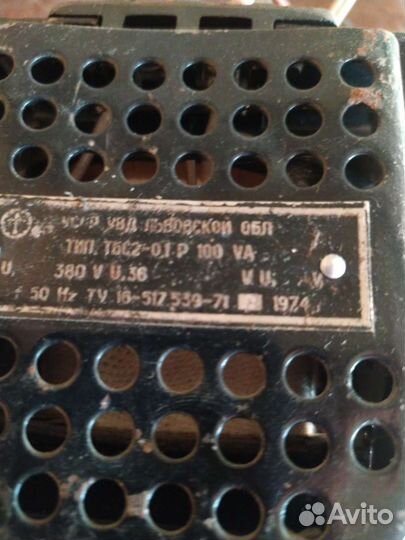 УССР УВД ЛЬВОВСКОЙ ОБЛ
ТИП ТБС2-0,1 P 100 VA
U, 380 V U, 36 V U, V
f 50 Hz ТУ 16-517.539-71 1974
Avito